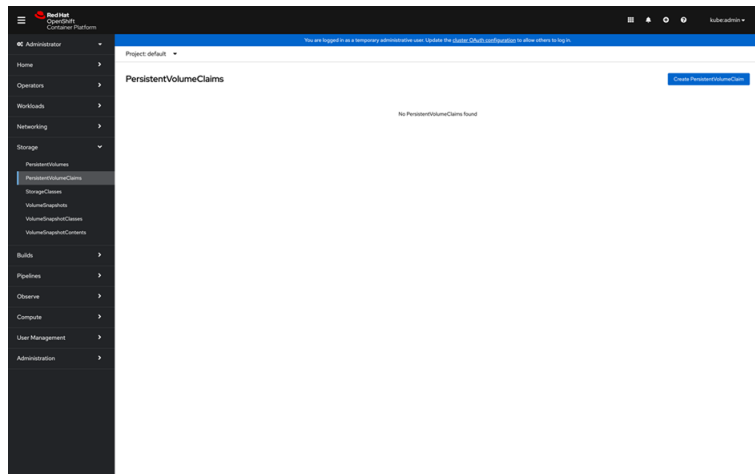 Red Hat
OpenShift
Container Platform
kube:admin
Administrator
You are logged in as a temporary administrative user. Update the cluster OAuth configuration to allow others to log in.
Home
Project: default
Operators
PersistentVolumeClaims
Create PersistentVolumeClaim
Workloads
No PersistentVolumeClaims found
Networking
Storage
PersistentVolumes
PersistentVolumeClaims
StorageClasses
VolumeSnapshots
VolumeSnapshotClasses
VolumeSnapshotContents
Builds
Pipelines
Observe
Compute
User Management
Administration